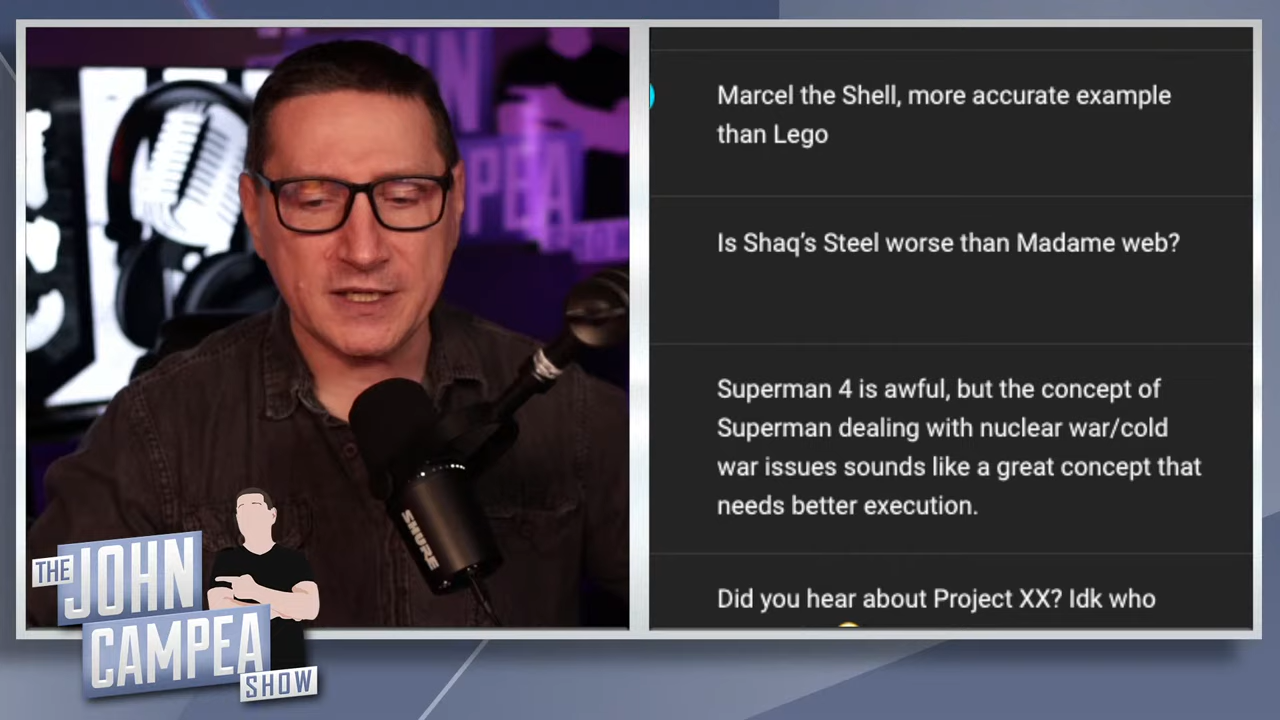 Marcel the Shell, more accurate example
than Lego
Is Shaq’s Steel worse than Madame web?
Superman 4 is awful, but the concept of
Superman dealing with nuclear war/cold
war issues sounds like a great concept that
needs better execution.
Did you hear about Project XX? Idk who
SHURE
THE
JOHN
CAMPEA
SHOW